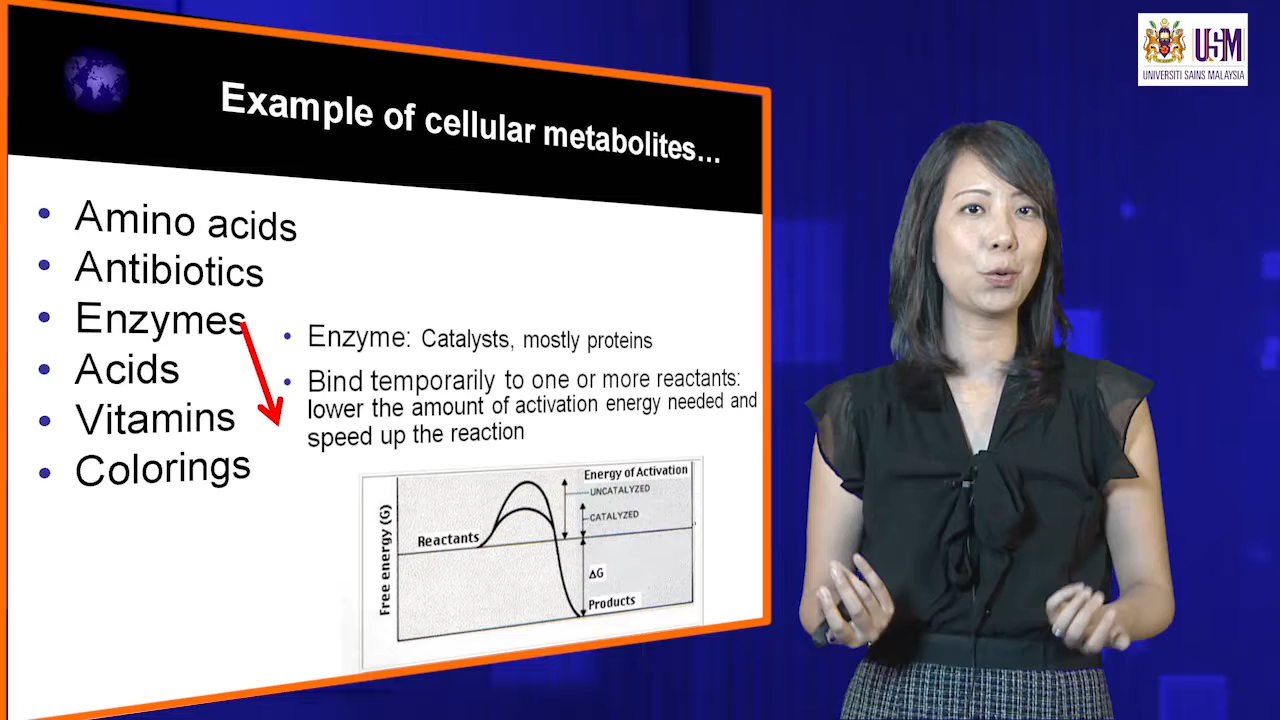 USM
UNIVERSITI SAINS MALAYSIA
Example of cellular metabolites...
• Amino acids
• Antibiotics
• Enzymes
• Acids
• Vitamins
• Colorings
• Enzyme: Catalysts, mostly proteins
• Bind temporarily to one or more reactants:
lower the amount of activation energy needed and
speed up the reaction
Energy of Activation
UNCATALYZED
CATALYZED
Reactants
Free energy (G)
ΔG
Products